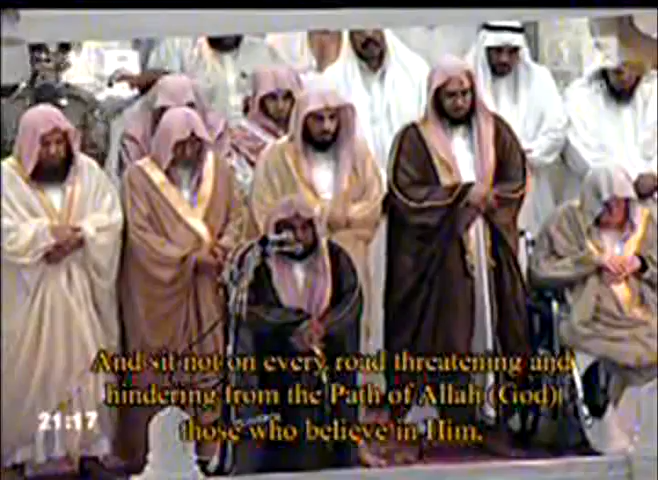 And sit not on every road threatening and
hindering from the Path of Allah (God)
those who believe in Him.
21:17